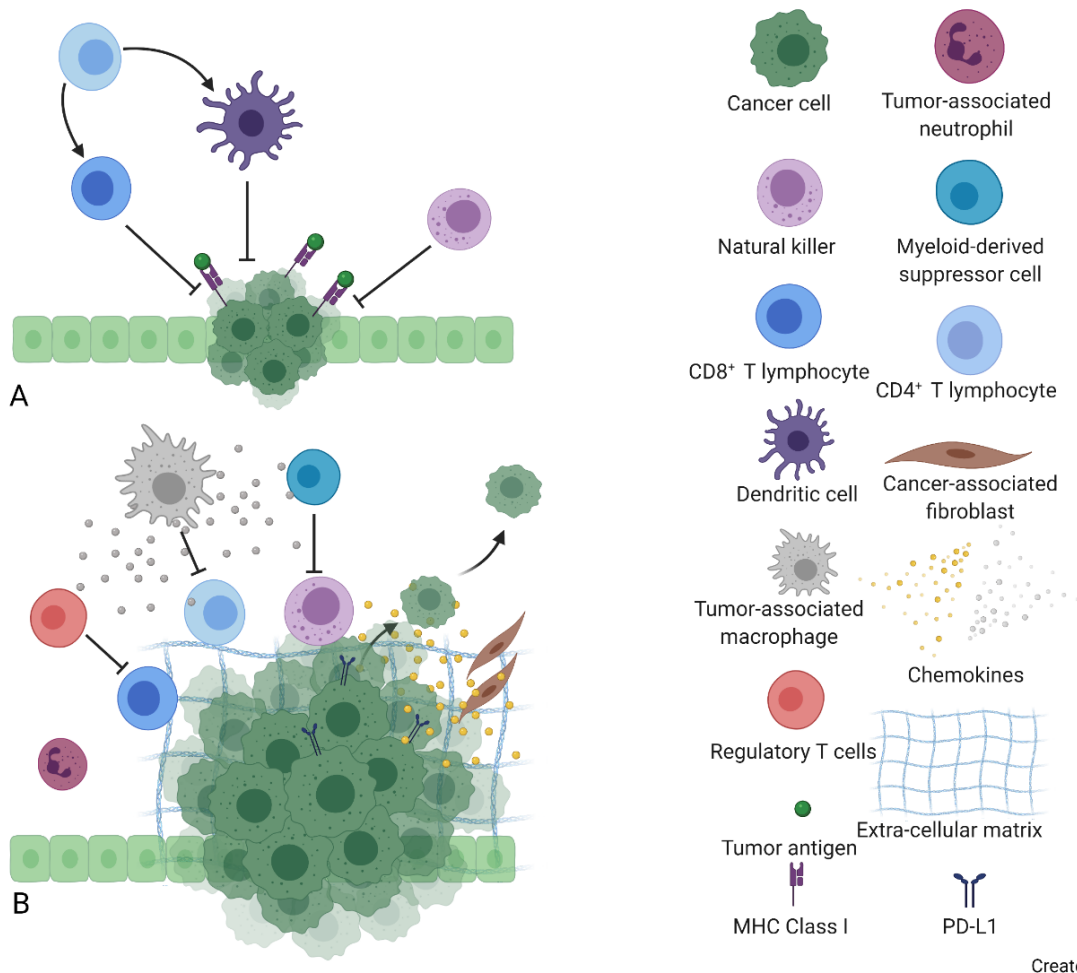 A
B
Cancer cell
Tumor-associated
neutrophil
Natural killer
Myeloid-derived
suppressor cell
CD8⁺ T lymphocyte
CD4⁺ T lymphocyte
Dendritic cell
Cancer-associated
fibroblast
Tumor-associated
macrophage
Chemokines
Regulatory T cells
Extra-cellular matrix
Tumor antigen
MHC Class I
PD-L1
Create